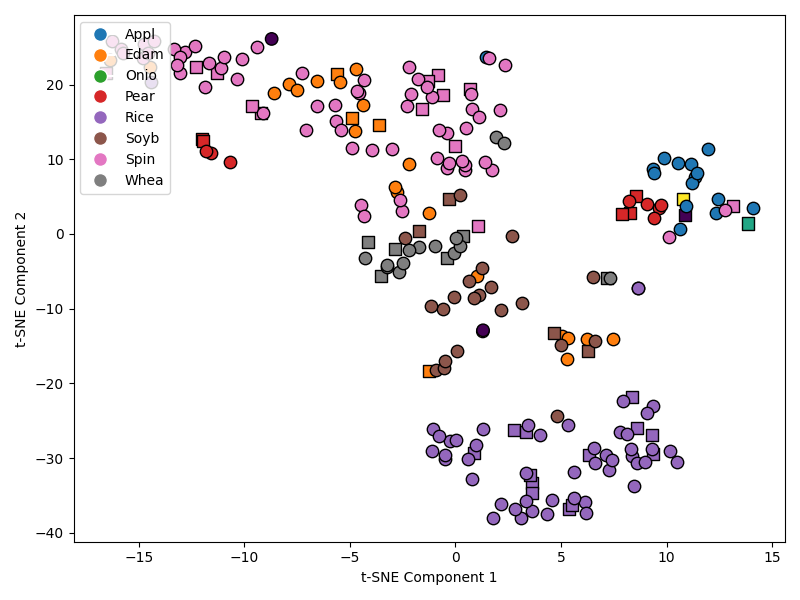 Appl
Edam
Onio
Pear
Rice
Soyb
Spin
Whea
20
10
0
−10
−20
−30
−40
t-SNE Component 2
−15
−10
−5
0
5
10
15
t-SNE Component 1